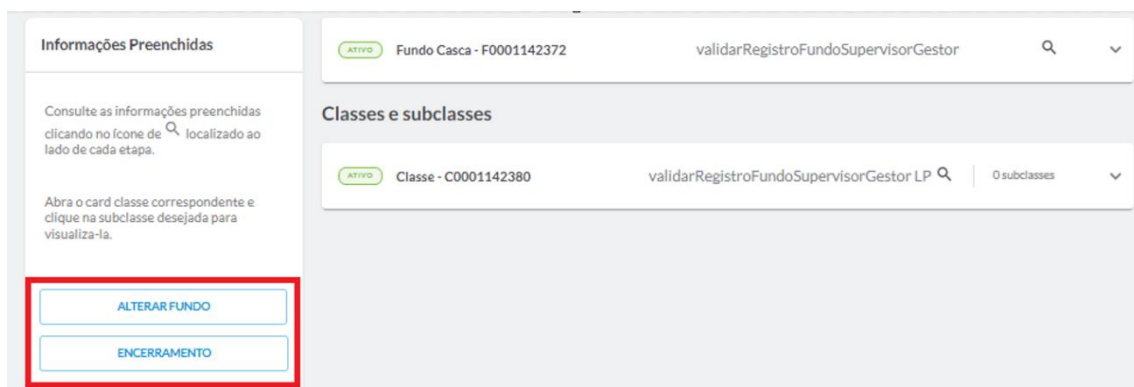 Informações Preenchidas
Consulte as informações preenchidas
clicando no ícone de localizado ao
lado de cada etapa.
Abra o card classe correspondente e
clique na subclasse desejada para
visualiza-la.
ALTERAR FUNDO
ENCERRAMENTO
ATIVO Fundo Casca - F0001142372 validarRegistroFundoSupervisorGestor
Classes e subclasses
ATIVO Classe - C0001142380 validarRegistroFundoSupervisorGestor LP 0 subclasses